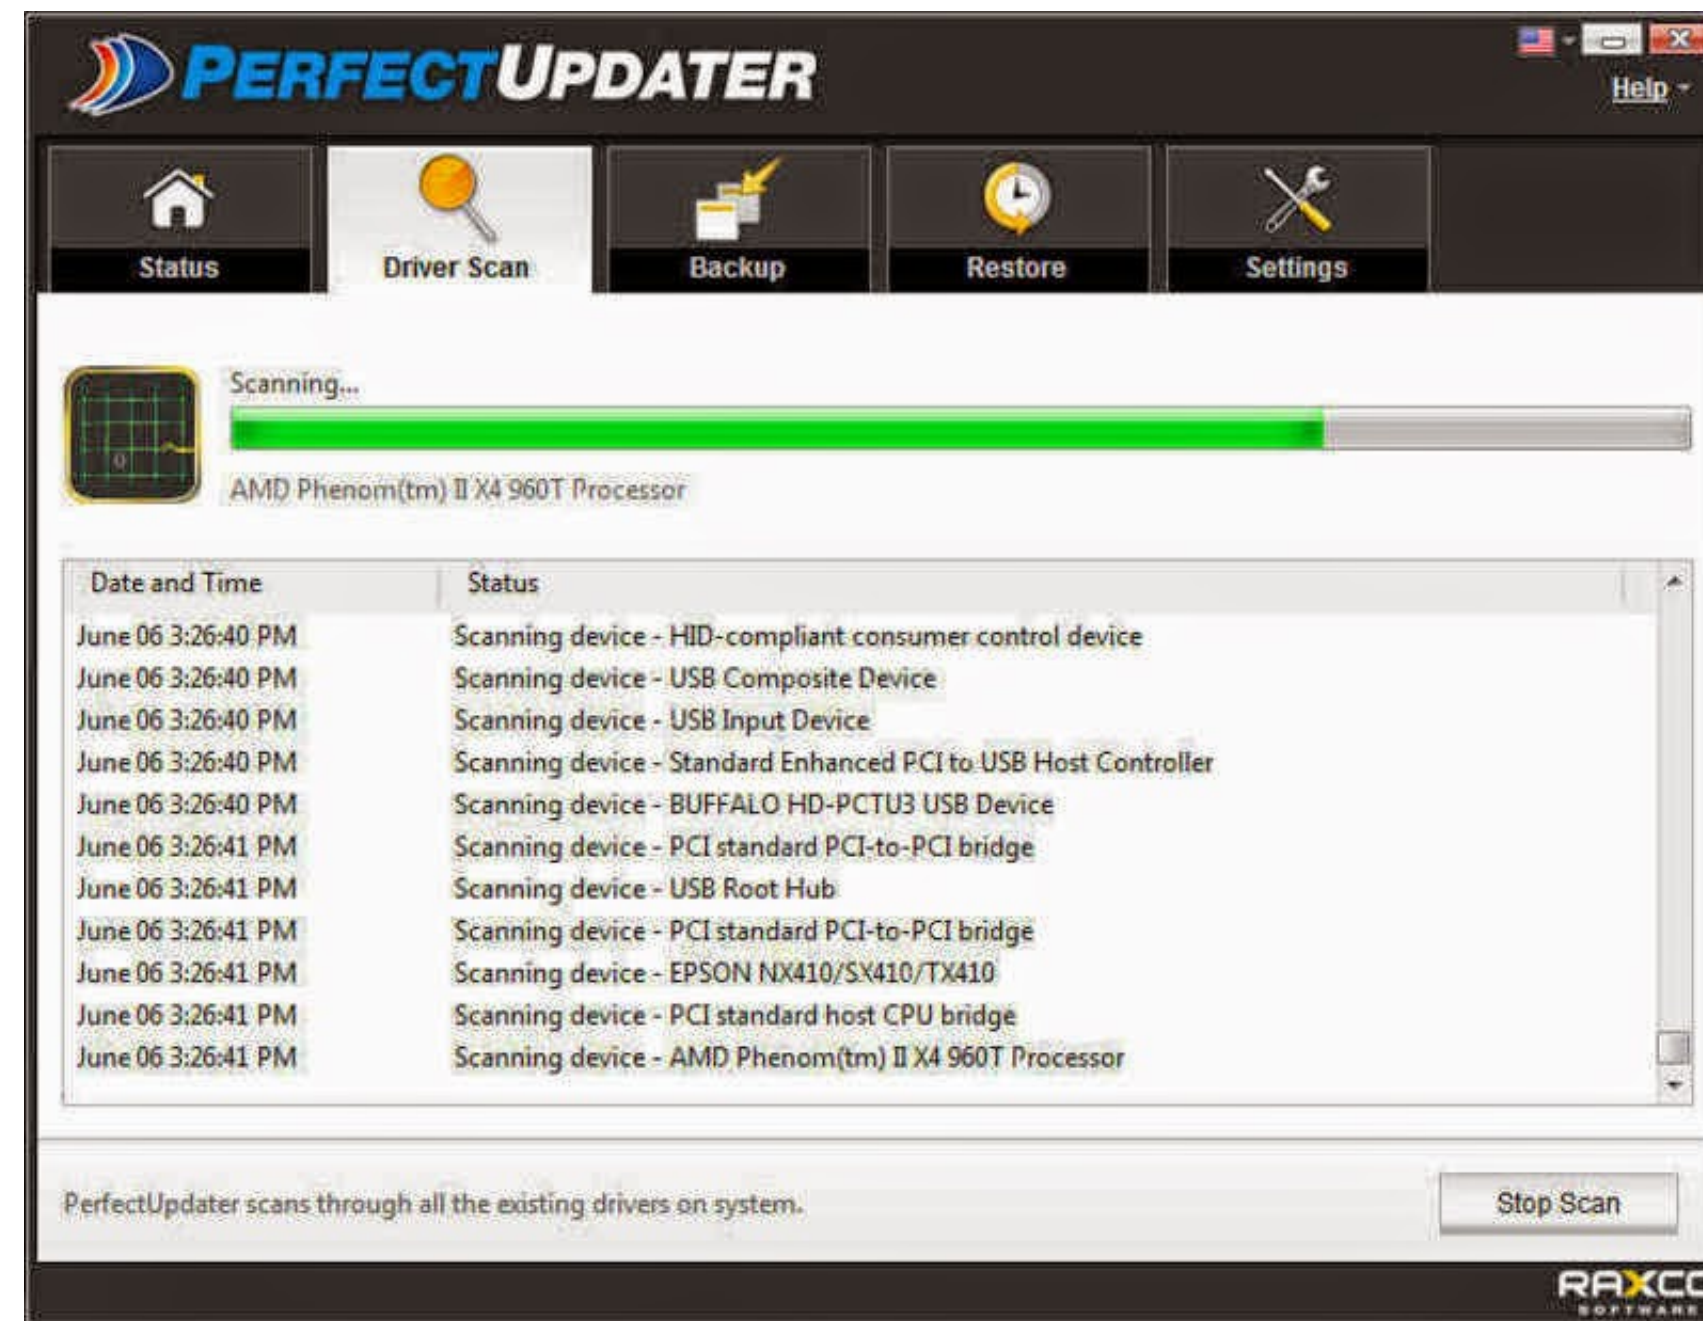 PERFECTUPDATER
Help
Status
Driver Scan
Backup
Restore
Settings
Scanning...
AMD Phenom(tm) II X4 960T Processor
Date and Time Status
June 06 3:26:40 PM Scanning device - HID-compliant consumer control device
June 06 3:26:40 PM Scanning device - USB Composite Device
June 06 3:26:40 PM Scanning device - USB Input Device
June 06 3:26:40 PM Scanning device - Standard Enhanced PCI to USB Host Controller
June 06 3:26:40 PM Scanning device - BUFFALO HD-PCTU3 USB Device
June 06 3:26:41 PM Scanning device - PCI standard PCI-to-PCI bridge
June 06 3:26:41 PM Scanning device - USB Root Hub
June 06 3:26:41 PM Scanning device - PCI standard PCI-to-PCI bridge
June 06 3:26:41 PM Scanning device - EPSON NX410/SX410/TX410
June 06 3:26:41 PM Scanning device - PCI standard host CPU bridge
June 06 3:26:41 PM Scanning device - AMD Phenom(tm) II X4 960T Processor
PerfectUpdater scans through all the existing drivers on system.
Stop Scan
RAXCO
SOFTWARE